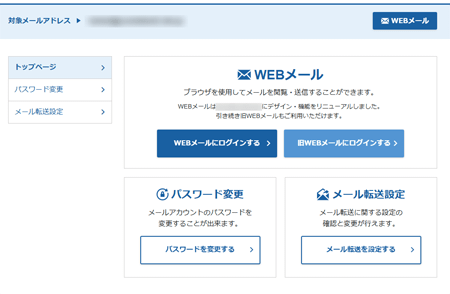 対象メールアドレス
WEBメール
トップページ
パスワード変更
メール転送設定
WEBメール
ブラウザを使用してメールを閲覧・送信することができます。
WEBメールは にデザイン・機能をリニューアルしました。
引き続き旧WEBメールもご利用いただけます。
WEBメールにログインする
旧WEBメールにログインする
パスワード変更
メールアカウントのパスワードを
変更することが出来ます。
パスワードを変更する
メール転送設定
メール転送に関する設定の
確認と変更が行えます。
メール転送を設定する